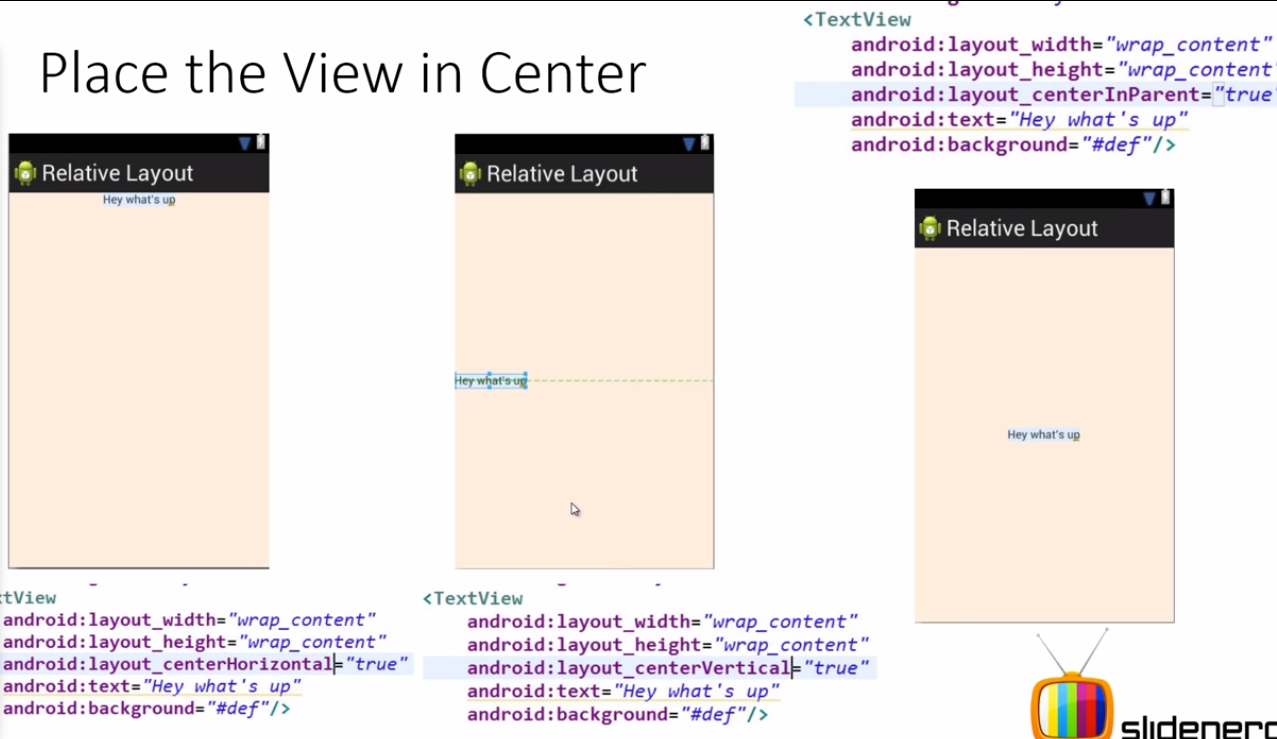 Place the View in Center
<TextView
android:layout_width="wrap_content"
android:layout_height="wrap_content"
android:layout_centerInParent="true"
android:text="Hey what's up"
android:background="#def"/>
Relative Layout
Hey what's up
Relative Layout
Hey what's up
Relative Layout
Hey what's up
tView
android:layout_width="wrap_content"
android:layout_height="wrap_content"
android:layout_centerHorizontal="true"
android:text="Hey what's up"
android:background="#def"/>
<TextView
android:layout_width="wrap_content"
android:layout_height="wrap_content"
android:layout_centerVertical="true"
android:text="Hey what's up"
android:background="#def"/>
slidenerd